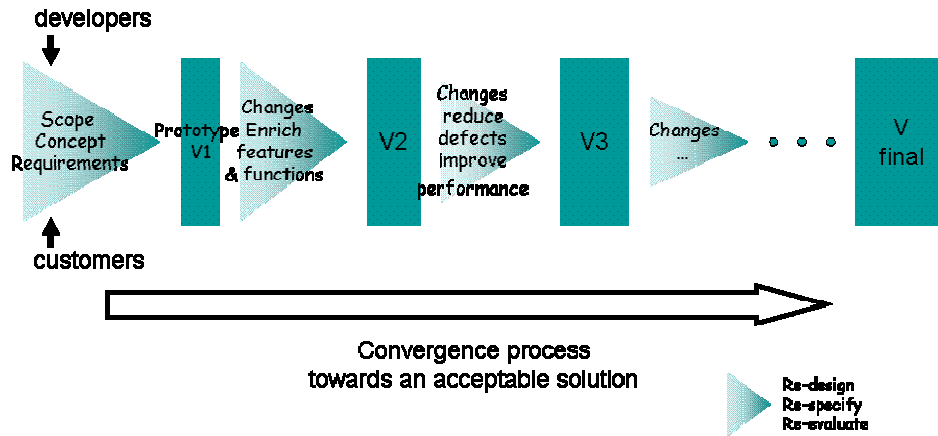 developers
Scope
Concept
Requirements
customers
Prototype
V1
Changes
Enrich
features
& functions
V2
Changes
reduce
defects
improve
performance
V3
Changes
...
V
final
Convergence process
towards an acceptable solution
Re-design
Re-specify
Re-evaluate